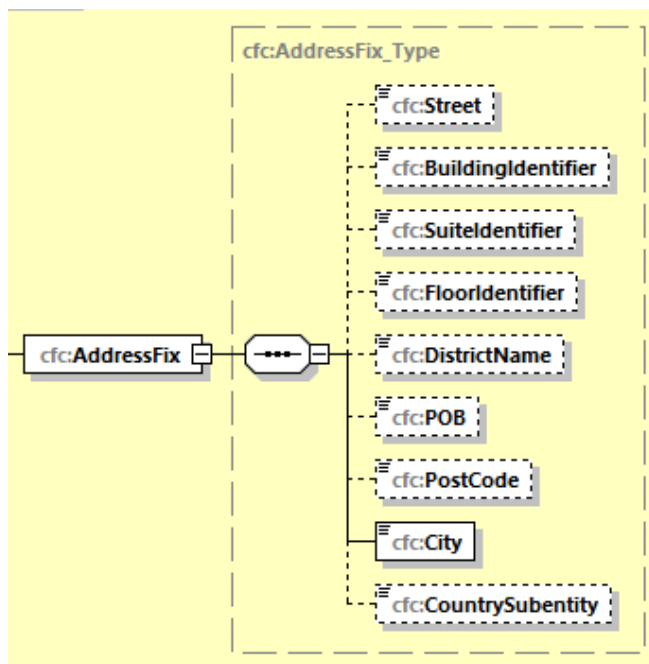 cfc:AddressFix_Type
cfc:Street
cfc:BuildingIdentifier
cfc:SuiteIdentifier
cfc:FloorIdentifier
cfc:AddressFix
cfc:DistrictName
cfc:POB
cfc:PostCode
cfc:City
cfc:CountrySubentity